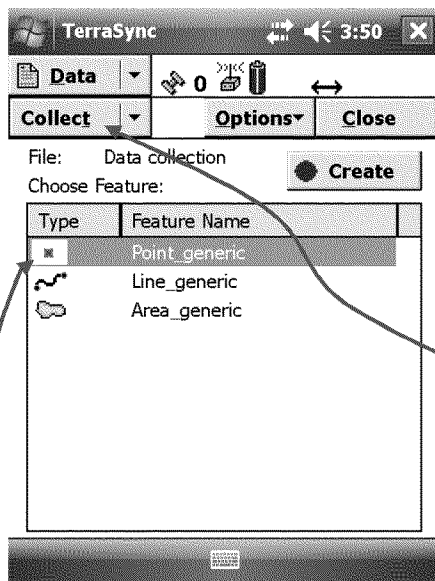 TerraSync 3:50
Data 0
Collect Options Close
File: Data collection
Create
Choose Feature:
Type Feature Name
Point_generic
Line_generic
Area_generic